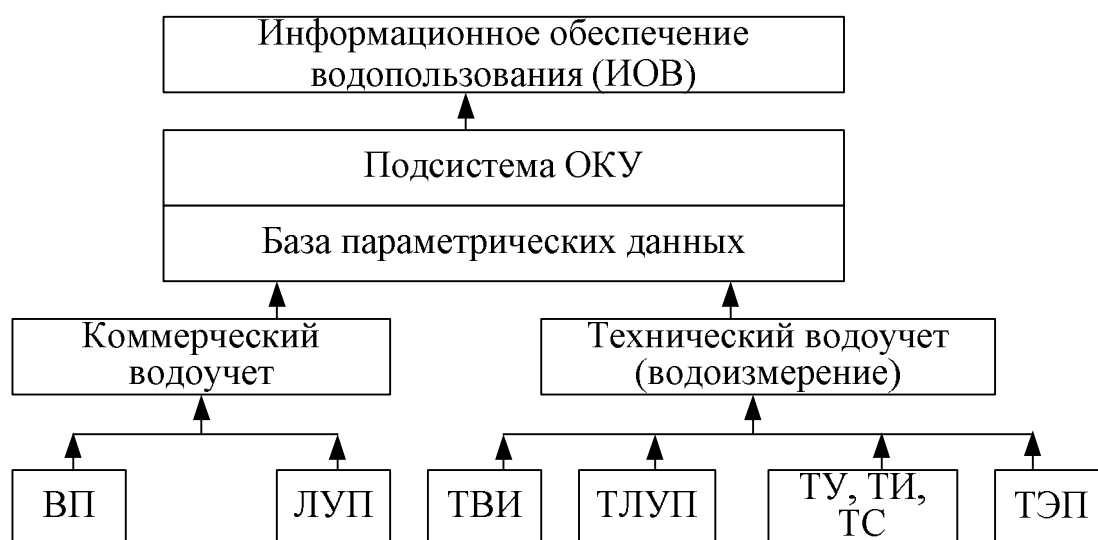 Информационное обеспечение
водопользования (ИОВ)
Подсистема ОКУ
База параметрических данных
Коммерческий
водоучет
Технический водоучет
(водоизмерение)
ВП
ЛУП
ТВИ
ТЛУП
ТУ, ТИ,
ТС
ТЭП